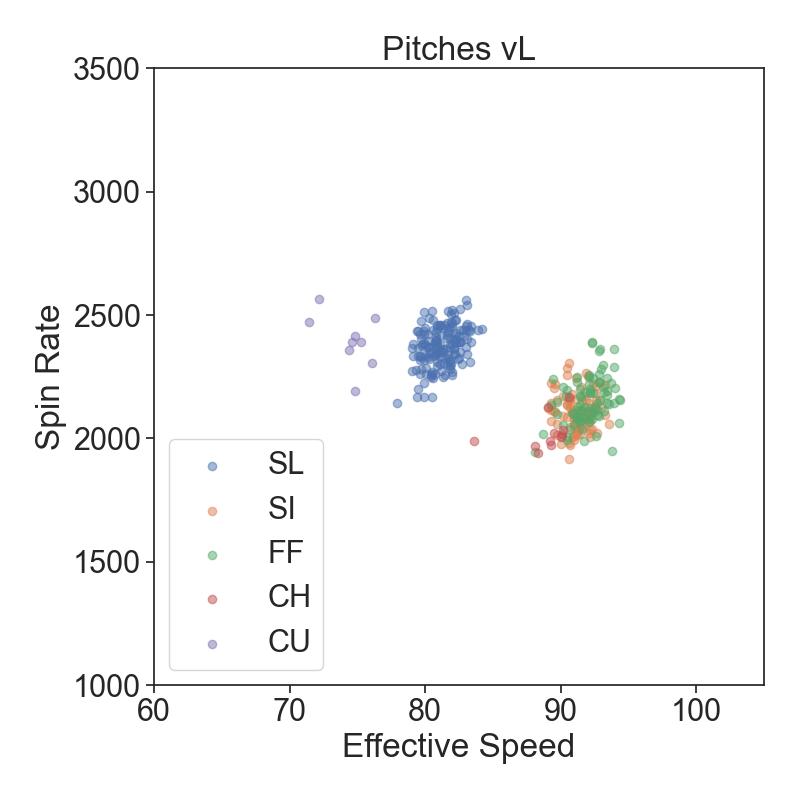 Pitches vL
3500
3000
2500
2000
1500
1000
Spin Rate
SL
SI
FF
CH
CU
60 70 80 90 100
Effective Speed